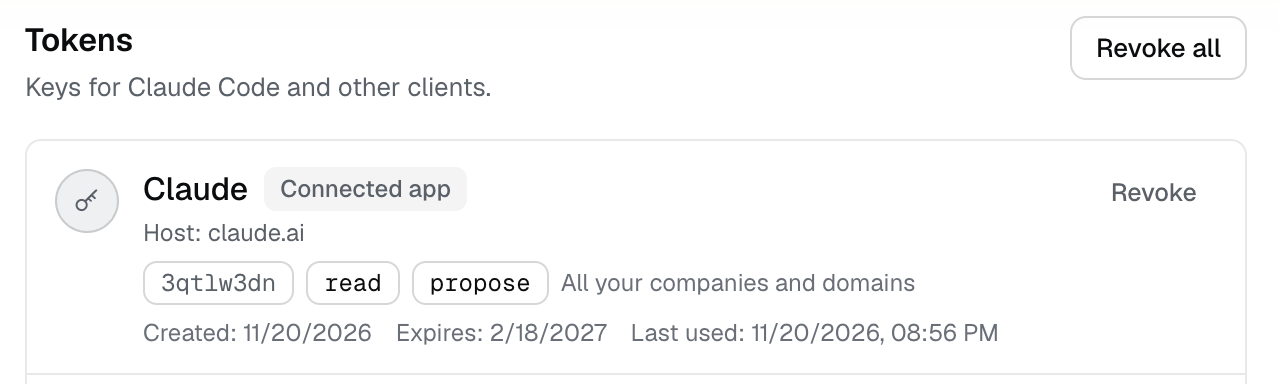 Tokens
Revoke all
Keys for Claude Code and other clients.
Claude Connected app
Revoke
Host: claude.ai
3qtlw3dn read propose All your companies and domains
Created: 11/20/2026 Expires: 2/18/2027 Last used: 11/20/2026, 08:56 PM